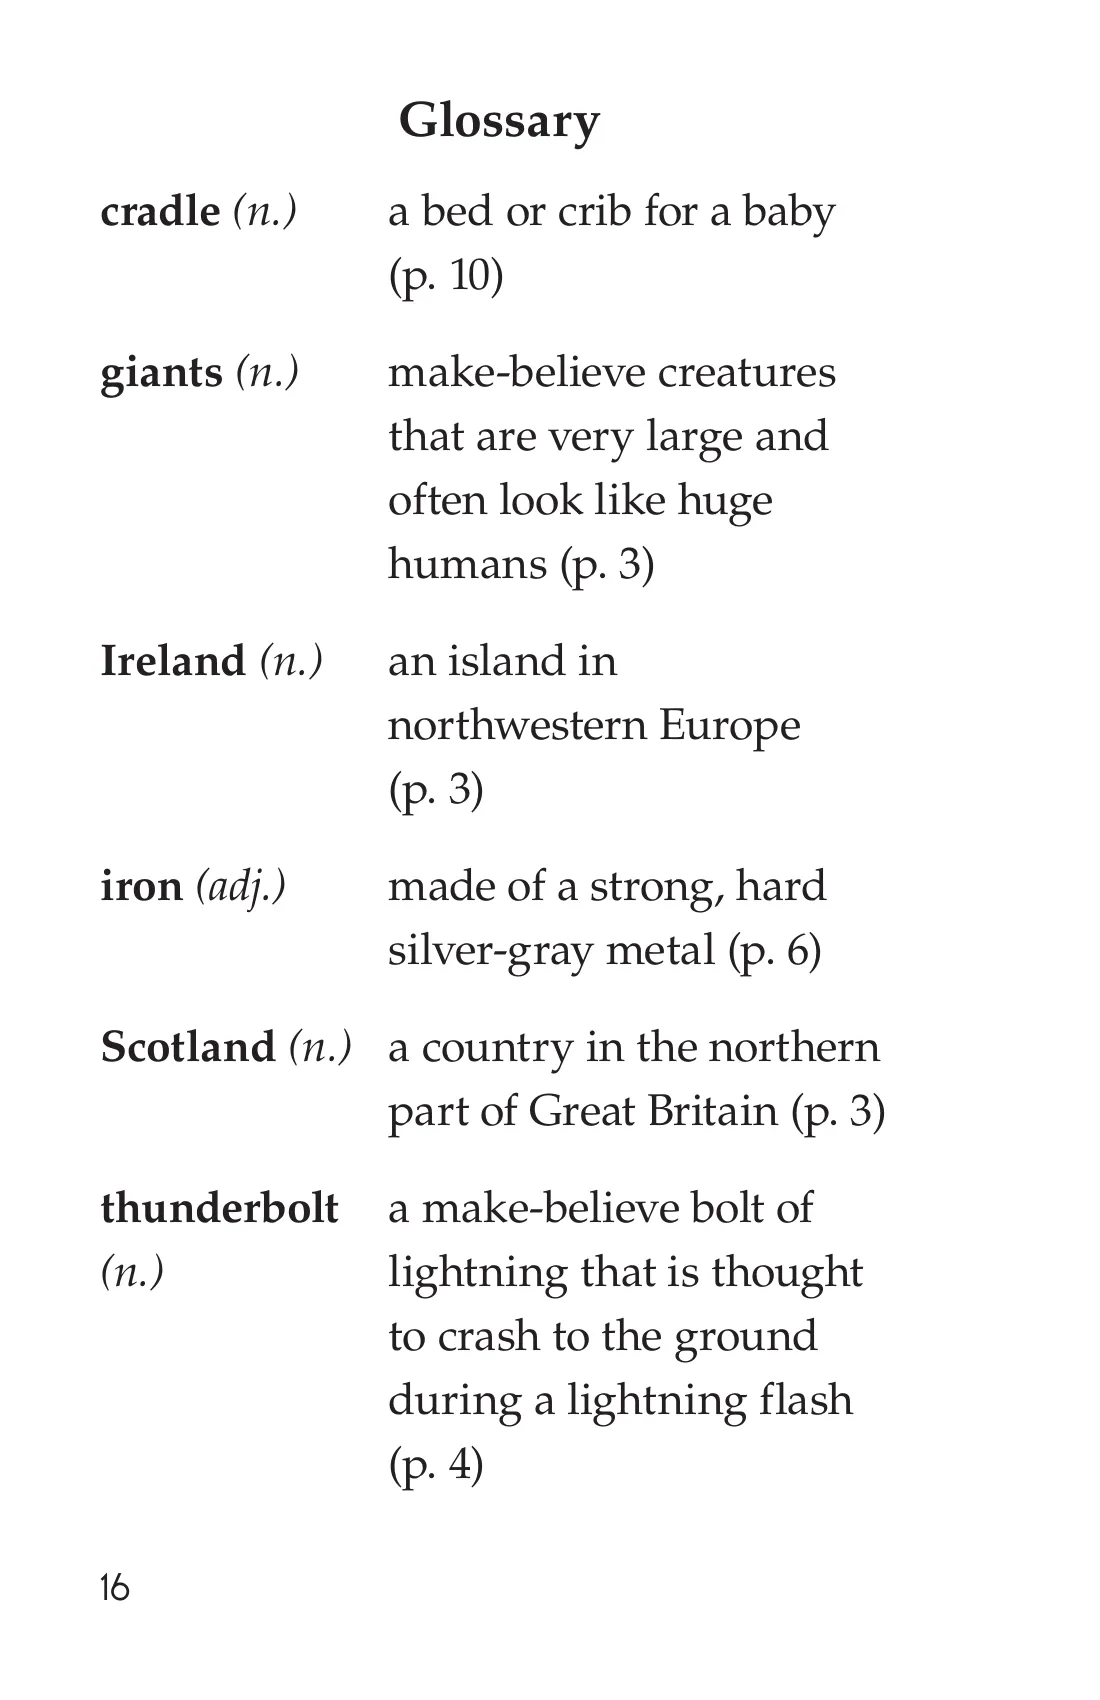 Glossary
cradle (n.) a bed or crib for a baby
(p. 10)
giants (n.) make-believe creatures
that are very large and
often look like huge
humans (p. 3)
Ireland (n.) an island in
northwestern Europe
(p. 3)
iron (adj.) made of a strong, hard
silver-gray metal (p. 6)
Scotland (n.) a country in the northern
part of Great Britain (p. 3)
thunderbolt a make-believe bolt of
(n.) lightning that is thought
to crash to the ground
during a lightning flash
(p. 4)
16